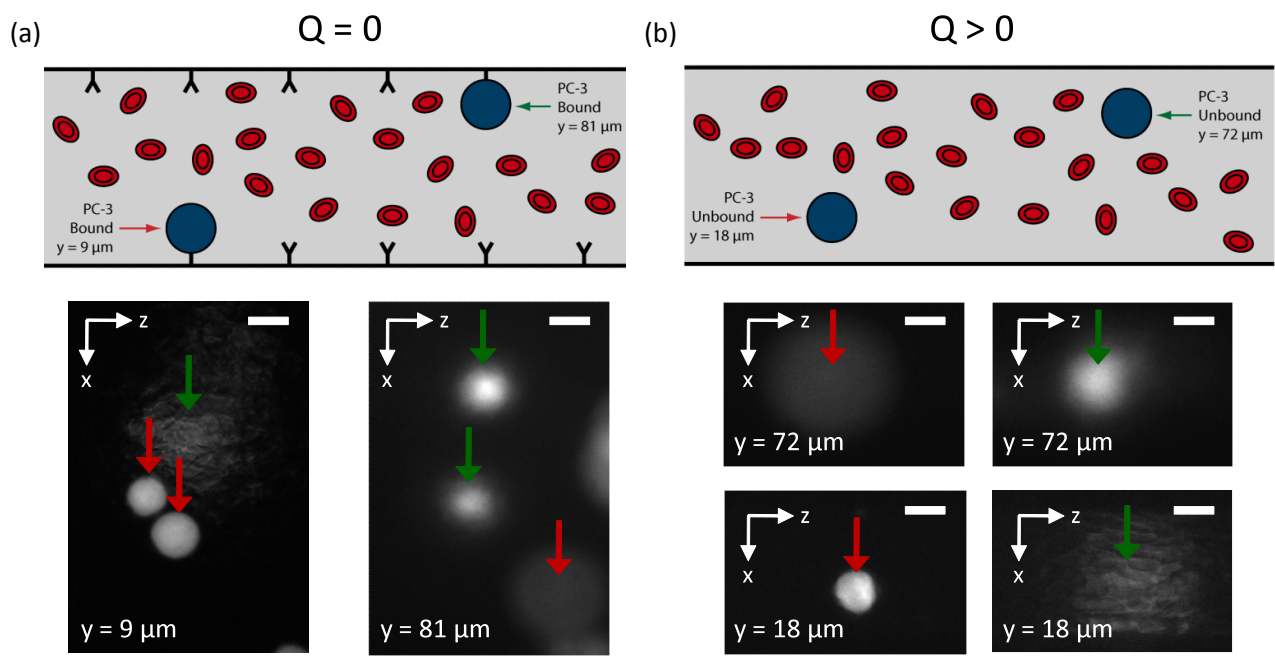 (a)
Q = 0
PC-3
Bound
y = 81 µm
PC-3
Bound
y = 9 µm
z
x
y = 9 µm
z
x
y = 81 µm
(b)
Q > 0
PC-3
Unbound
y = 72 µm
PC-3
Unbound
y = 18 µm
z
x
y = 72 µm
z
x
y = 72 µm
z
x
y = 18 µm
z
x
y = 18 µm